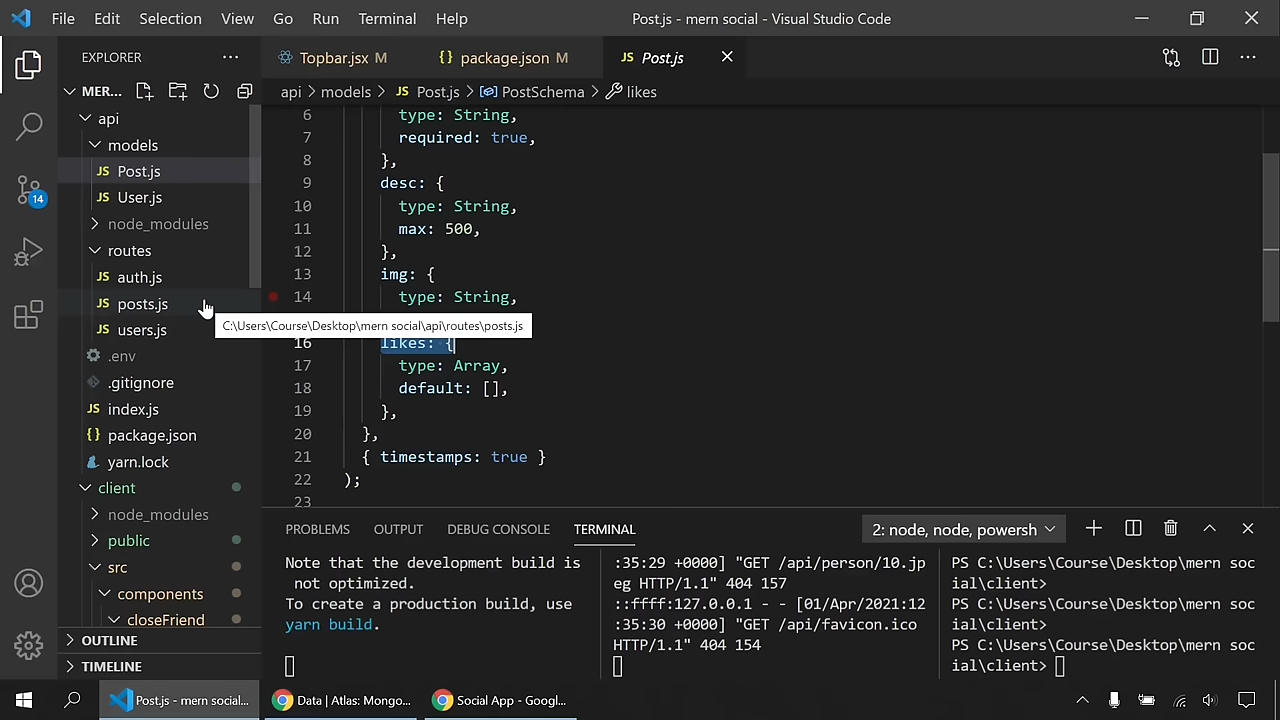 File Edit Selection View Go Run Terminal Help
Post.js - mern social - Visual Studio Code
EXPLORER
Topbar.jsx M
{} package.json M
JS Post.js
MER...
api > models > JS Post.js > PostSchema > likes
api
models
JS Post.js
JS User.js
node_modules
routes
JS auth.js
JS posts.js
JS users.js
.env
.gitignore
JS index.js
{} package.json
yarn.lock
client
node_modules
public
src
components
closeFriend
OUTLINE
TIMELINE
14
6 type: String,
7 required: true,
8 },
9 desc: {
10 type: String,
11 max: 500,
12 },
13 img: {
14 type: String,
C:\Users\Course\Desktop\mern social\api\routes\posts.js
16 likes: {
17 type: Array,
18 default: [],
19 },
20 },
21 { timestamps: true }
22 );
23
PROBLEMS OUTPUT DEBUG CONSOLE TERMINAL
2: node, node, powersh
Note that the development build is
not optimized.
To create a production build, use
yarn build.
:35:29 +0000] "GET /api/person/10.jp
eg HTTP/1.1" 404 157
::ffff:127.0.0.1 - - [01/Apr/2021:12
:35:30 +0000] "GET /api/favicon.ico
HTTP/1.1" 404 154
PS C:\Users\Course\Desktop\mern soc
ial\client>
PS C:\Users\Course\Desktop\mern soc
ial\client>
PS C:\Users\Course\Desktop\mern soc
ial\client>
Post.js - mern social...
Data | Atlas: Mongo...
Social App - Googl...